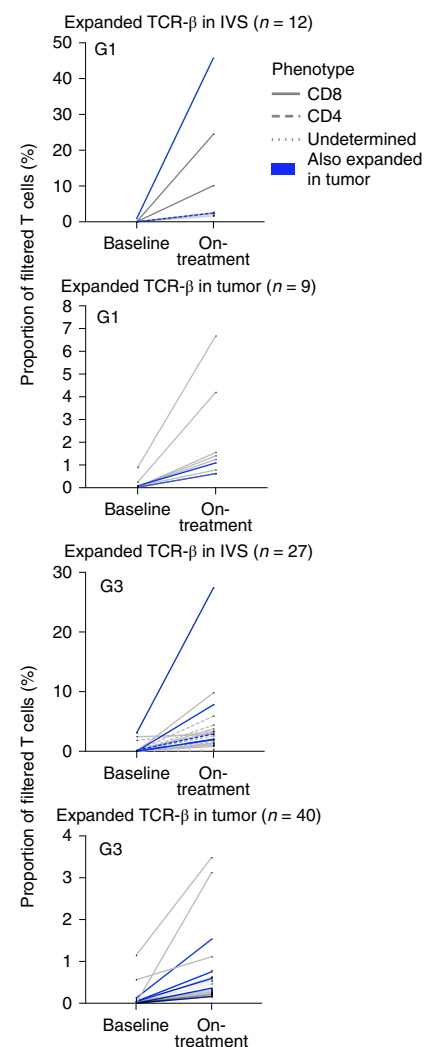 Expanded TCR-β in IVS (n = 12)
G1
50
40
30
20
10
0
Baseline
On-
treatment
Phenotype
CD8
CD4
Undetermined
Also expanded
in tumor
Proportion of filtered T cells (%)
Expanded TCR-β in tumor (n = 9)
G1
8
7
6
5
4
3
2
1
0
Baseline
On-
treatment
Expanded TCR-β in IVS (n = 27)
G3
30
20
10
0
Baseline
On-
treatment
Proportion of filtered T cells (%)
Expanded TCR-β in tumor (n = 40)
G3
4
3
2
1
0
Baseline
On-
treatment